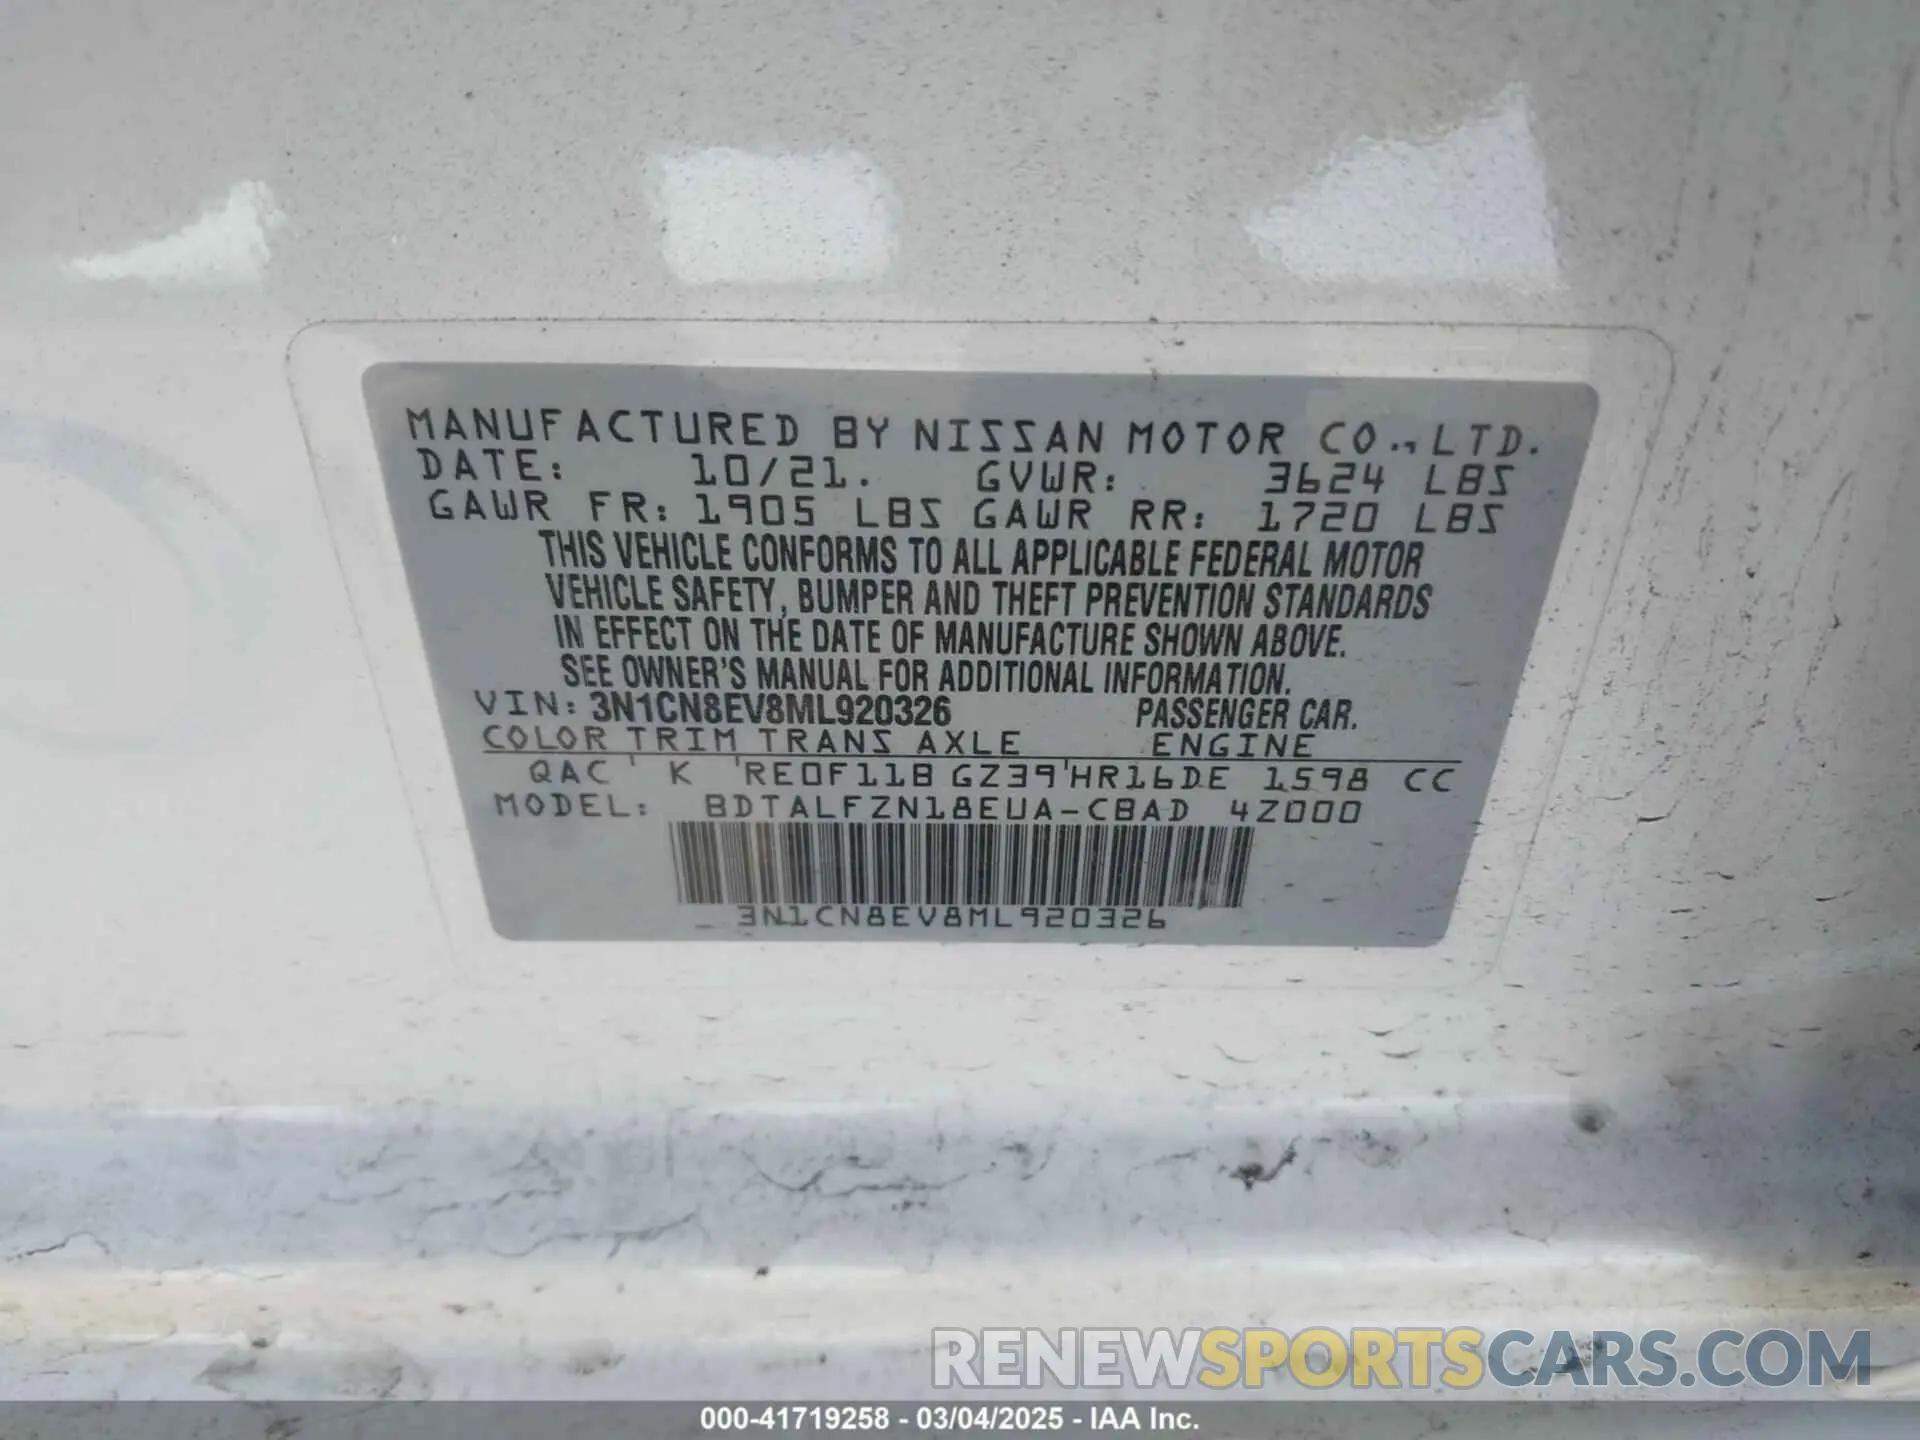 MANUFACTURED BY NISSAN MOTOR CO., LTD.
DATE: 10/21. GVWR: 3624 LBS
GAWR FR: 1905 LBS GAWR RR: 1720 LBS
THIS VEHICLE CONFORMS TO ALL APPLICABLE FEDERAL MOTOR
VEHICLE SAFETY, BUMPER AND THEFT PREVENTION STANDARDS
IN EFFECT ON THE DATE OF MANUFACTURE SHOWN ABOVE.
SEE OWNER'S MANUAL FOR ADDITIONAL INFORMATION.
VIN: 3N1CN8EV8ML920326 PASSENGER CAR.
COLOR TRIM TRANS AXLE ENGINE
QAC ' K ' RE0F11B GZ39 ' HR16DE 1598 CC
MODEL: BDTALFZN18EUA-CBAD 4Z000
3N1CN8EV8ML920326
RENEWSPORTSCARS.COM
000-41719258 - 03/04/2025 - IAA Inc.